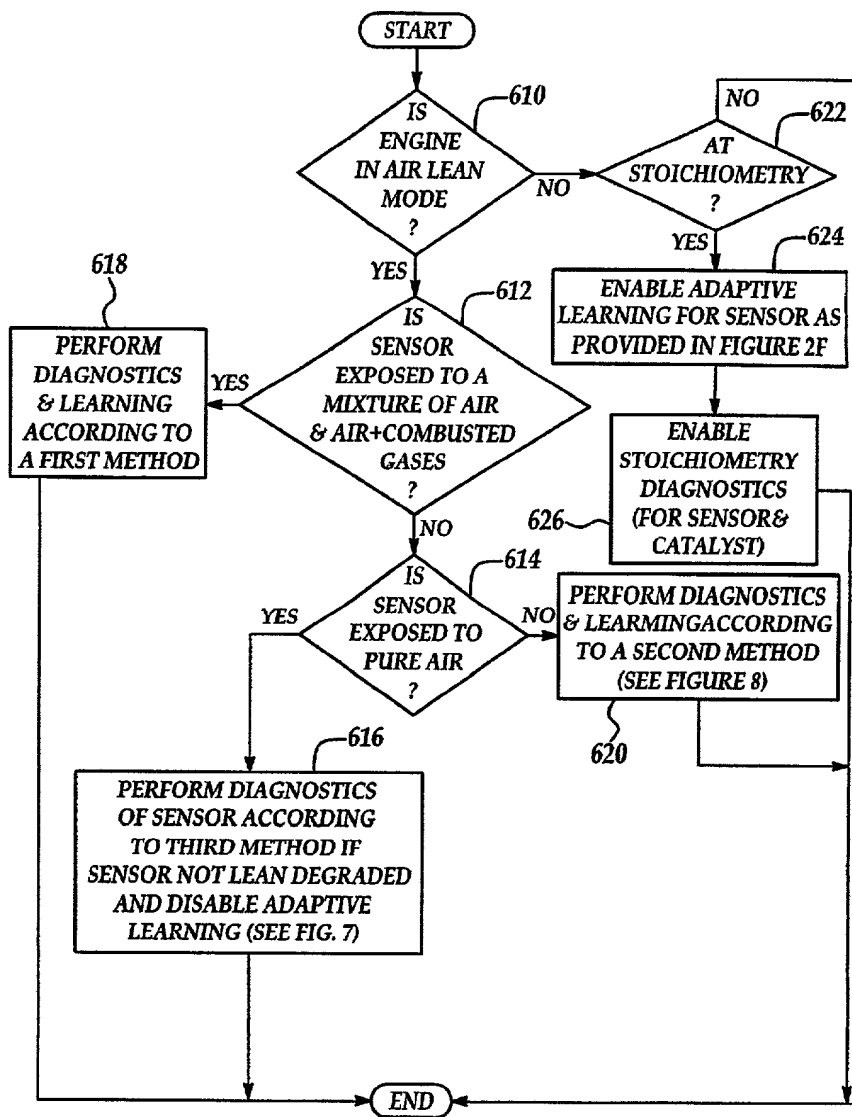 START
610
IS
ENGINE
IN AIR LEAN
MODE
?
NO
YES
622
AT
STOICHIOMETRY
?
NO
YES
624
ENABLE ADAPTIVE
LEARNING FOR SENSOR AS
PROVIDED IN FIGURE 2F
618
PERFORM
DIAGNOSTICS
& LEARNING
ACCORDING TO
A FIRST METHOD
YES
612
IS
SENSOR
EXPOSED TO A
MIXTURE OF AIR
& AIR+COMBUSTED
GASES
?
NO
626
ENABLE
STOICHIOMETRY
DIAGNOSTICS
(FOR SENSOR&
CATALYST)
614
IS
SENSOR
EXPOSED TO
PURE AIR
?
YES
NO
PERFORM DIAGNOSTICS
& LEARMINGACCORDING
TO A SECOND METHOD
(SEE FIGURE 8)
620
616
PERFORM DIAGNOSTICS
OF SENSOR ACCORDING
TO THIRD METHOD IF
SENSOR NOT LEAN DEGRADED
AND DISABLE ADAPTIVE
LEARNING (SEE FIG. 7)
END